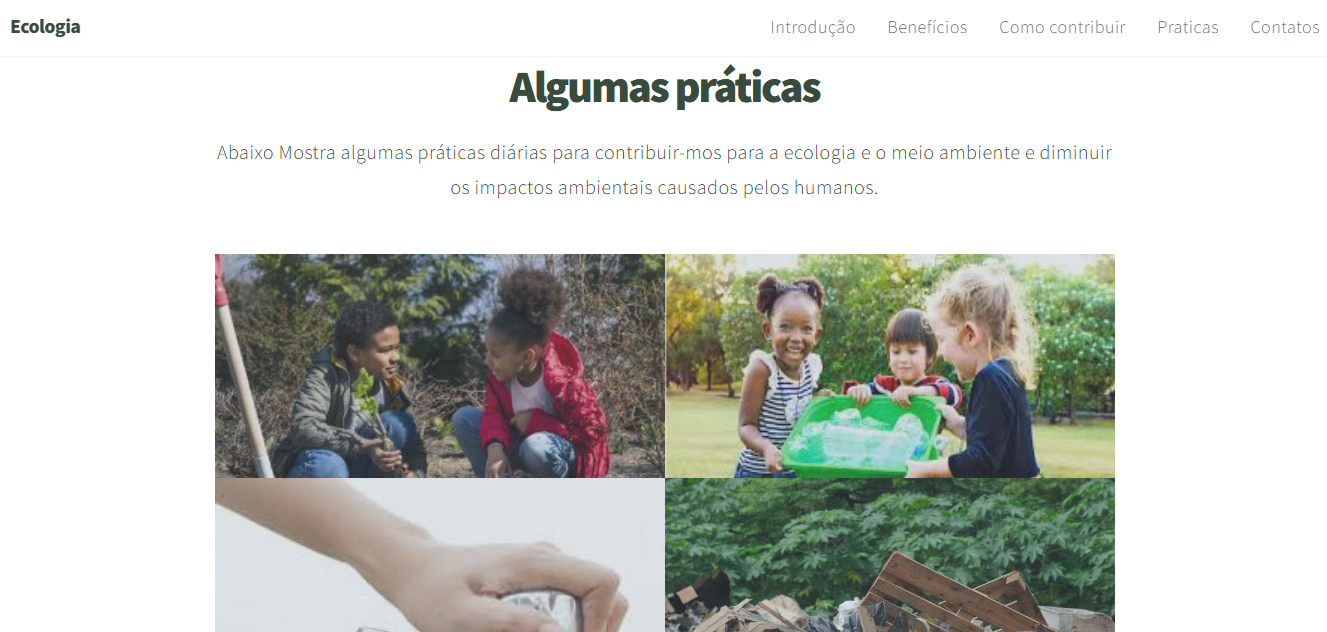 Ecologia
Introdução Benefícios Como contribuir Praticas Contatos
Algumas práticas
Abaixo Mostra algumas práticas diárias para contribuir-mos para a ecologia e o meio ambiente e diminuir
os impactos ambientais causados pelos humanos.